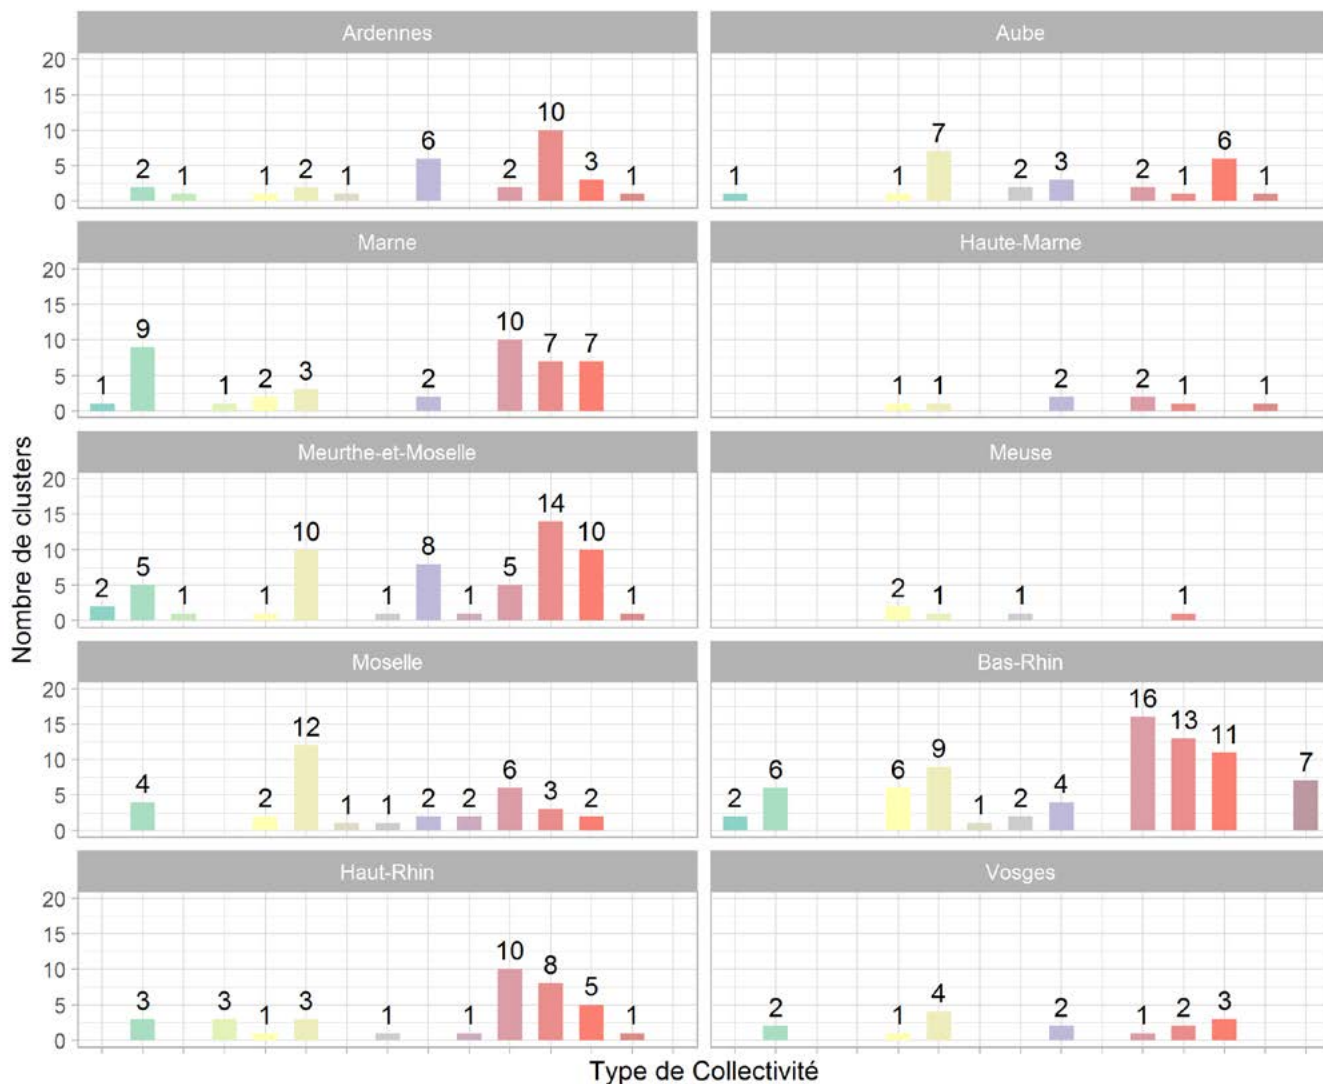 Ardennes
Aube
20
15
10
5
0
2 1 1 2 1 6 2 10 3 1
1 1 7 2 3 2 1 6 1
Marne
Haute-Marne
20
15
10
5
0
1 9 1 2 3 2 10 7 7
1 1 2 2 1 1
Meurthe-et-Moselle
Meuse
20
15
10
5
0
2 5 1 1 10 1 8 1 5 14 10 1
2 1 1 1
Moselle
Bas-Rhin
20
15
10
5
0
4 2 12 1 1 2 2 6 3 2
2 6 6 9 1 2 4 16 13 11 7
Haut-Rhin
Vosges
20
15
10
5
0
3 3 1 3 1 1 10 8 5 1
2 1 4 2 1 2 3
Nombre de clusters
Type de Collectivité